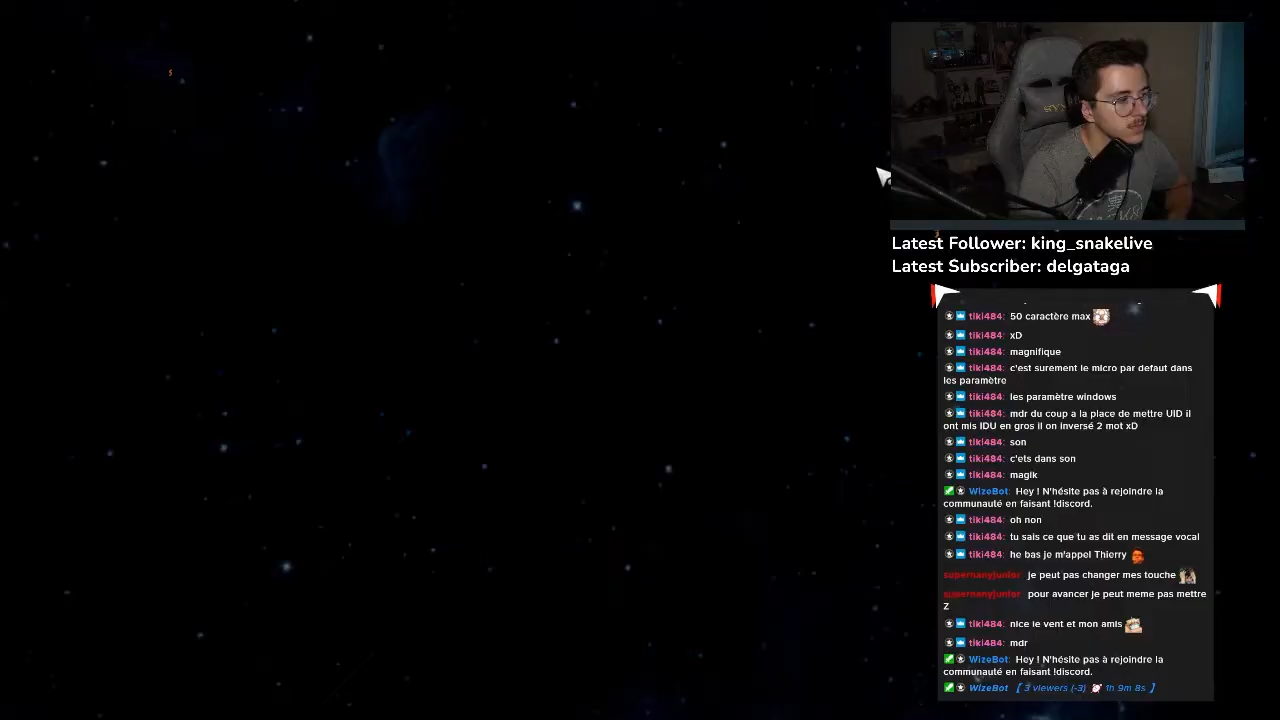 Latest Follower: king_snakelive
Latest Subscriber: delgataga
tiki484: 50 caractère max
tiki484: xD
tiki484: magnifique
tiki484: c'est surement le micro par defaut dans
les paramètre
tiki484: les paramètre windows
tiki484: mdr du coup a la place de mettre UID il
ont mis IDU en gros il on inversé 2 mot xD
tiki484: son
tiki484: c'ets dans son
tiki484: magik
WizeBot: Hey ! N'hésite pas à rejoindre la
communauté en faisant !discord.
tiki484: oh non
tiki484: tu sais ce que tu as dit en message vocal
tiki484: he bas je m'appel Thierry
supernanyjunior je peut pas changer mes touche
supernanyjunior pour avancer je peut meme pas mettre
Z
tiki484: nice le vent et mon amis
tiki484: mdr
WizeBot: Hey ! N'hésite pas à rejoindre la
communauté en faisant !discord.
WizeBot [ 3 viewers (-3) 1h 9m 8s ]